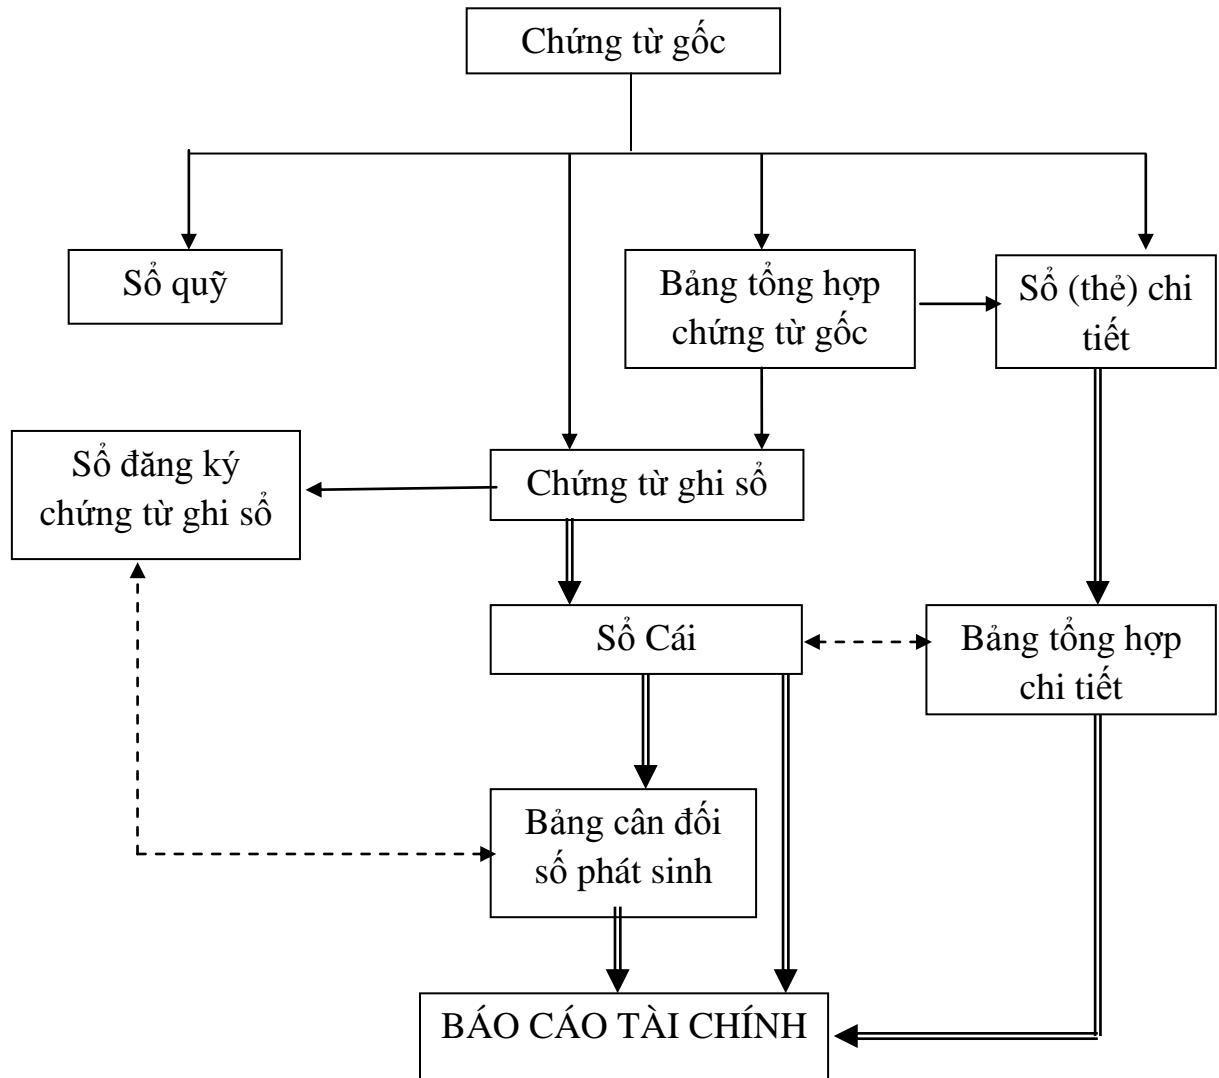 Chứng từ gốc
Sổ quỹ
Bảng tổng hợp
chứng từ gốc
Sổ (thẻ) chi
tiết
Sổ đăng ký
chứng từ ghi sổ
Chứng từ ghi sổ
Sổ Cái
Bảng tổng hợp
chi tiết
Bảng cân đối
số phát sinh
BÁO CÁO TÀI CHÍNH